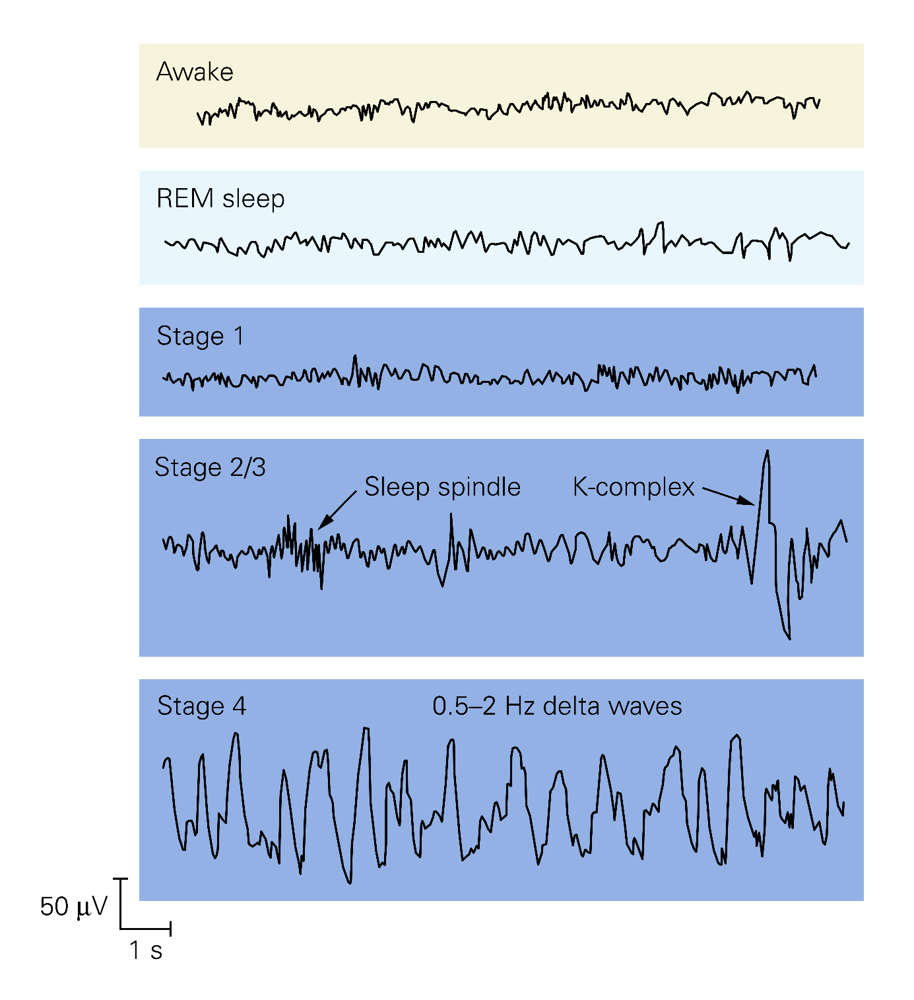 Awake
REM sleep
Stage 1
Stage 2/3
Sleep spindle
K-complex
Stage 4
0.5–2 Hz delta waves
50 μV
1 s